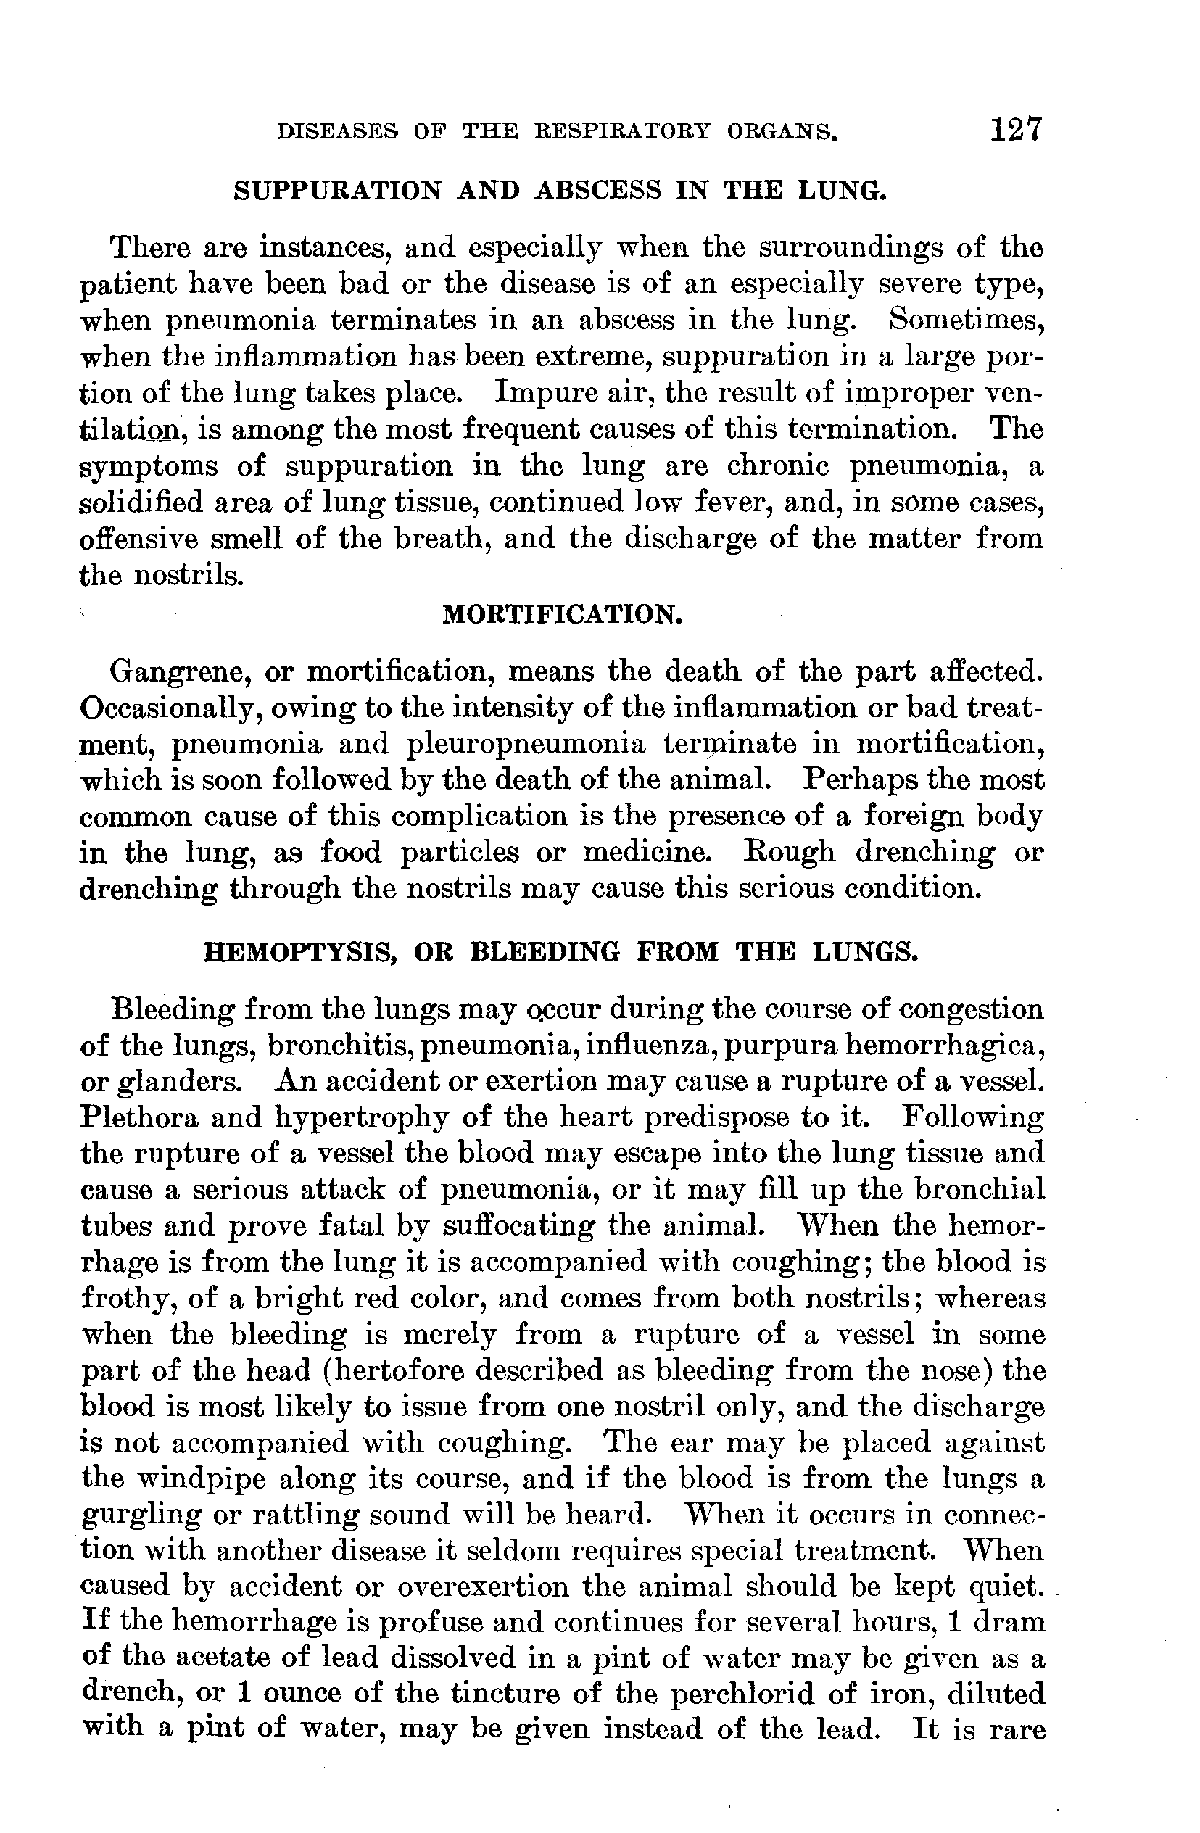 DISEASES OF THE RESPIRATORY ORGANS. 127
SUPPURATION AND ABSCESS IN THE LUNG.
There are instances, and especially when the surroundings of the
patient have been bad or the disease is of an especially severe type,
when pneumonia terminates in an abscess in the lung. Sometimes,
when the inflammation has been extreme, suppuration in a large por-
tion of the lung takes place. Impure air, the result of improper ven-
tilation, is among the most frequent causes of this termination. The
symptoms of suppuration in the lung are chronic pneumonia, a
solidified area of lung tissue, continued low fever, and, in some cases,
offensive smell of the breath, and the discharge of the matter from
the nostrils.
MORTIFICATION.
Gangrene, or mortification, means the death of the part affected.
Occasionally, owing to the intensity of the inflammation or bad treat-
ment, pneumonia and pleuropneumonia terminate in mortification,
which is soon followed by the death of the animal. Perhaps the most
common cause of this complication is the presence of a foreign body
in the lung, as food particles or medicine. Rough drenching or
drenching through the nostrils may cause this serious condition.
HEMOPTYSIS, OR BLEEDING FROM THE LUNGS.
Bleeding from the lungs may occur during the course of congestion
of the lungs, bronchitis, pneumonia, influenza, purpura hemorrhagica,
or glanders. An accident or exertion may cause a rupture of a vessel.
Plethora and hypertrophy of the heart predispose to it. Following
the rupture of a vessel the blood may escape into the lung tissue and
cause a serious attack of pneumonia, or it may fill up the bronchial
tubes and prove fatal by suffocating the animal. When the hemor-
rhage is from the lung it is accompanied with coughing; the blood is
frothy, of a bright red color, and comes from both nostrils; whereas
when the bleeding is merely from a rupture of a vessel in some
part of the head (hertofore described as bleeding from the nose) the
blood is most likely to issue from one nostril only, and the discharge
is not accompanied with coughing. The ear may be placed against
the windpipe along its course, and if the blood is from the lungs a
gurgling or rattling sound will be heard. When it occurs in connec-
tion with another disease it seldom requires special treatment. When
caused by accident or overexertion the animal should be kept quiet.
If the hemorrhage is profuse and continues for several hours, 1 dram
of the acetate of lead dissolved in a pint of water may be given as a
drench, or 1 ounce of the tincture of the perchlorid of iron, diluted
with a pint of water, may be given instead of the lead. It is rare